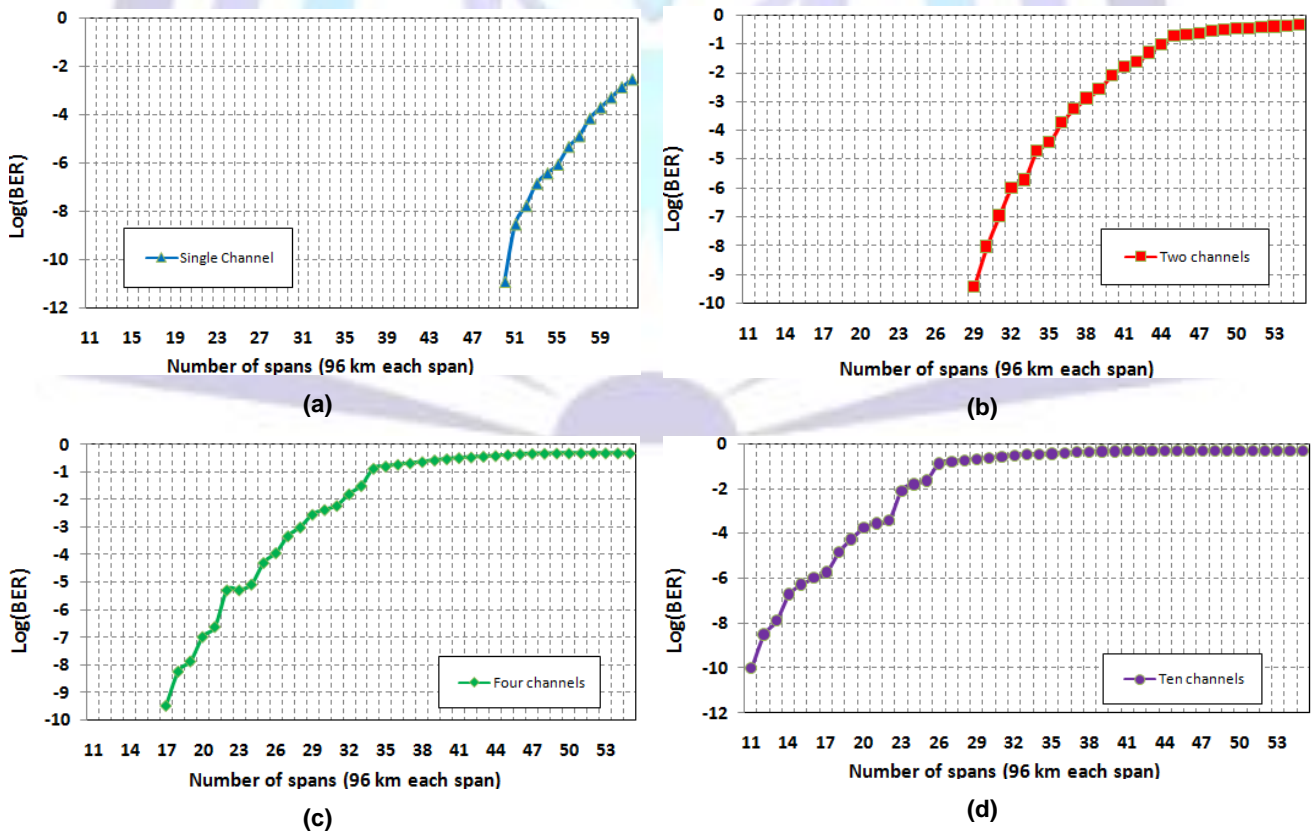 0
-2
-4
-6
-8
-10
-12
Log(BER)
Single Channel
11 15 19 23 27 31 35 39 43 47 51 55 59
Number of spans (96 km each span)
(a)
0
-1
-2
-3
-4
-5
-6
-7
-8
-9
-10
Log(BER)
Two channels
11 14 17 20 23 26 29 32 35 38 41 44 47 50 53
Number of spans (96 km each span)
(b)
0
-1
-2
-3
-4
-5
-6
-7
-8
-9
-10
Log(BER)
Four channels
11 14 17 20 23 26 29 32 35 38 41 44 47 50 53
Number of spans (96 km each span)
(c)
0
-2
-4
-6
-8
-10
-12
Log(BER)
Ten channels
11 14 17 20 23 26 29 32 35 38 41 44 47 50 53
Number of spans (96 km each span)
(d)